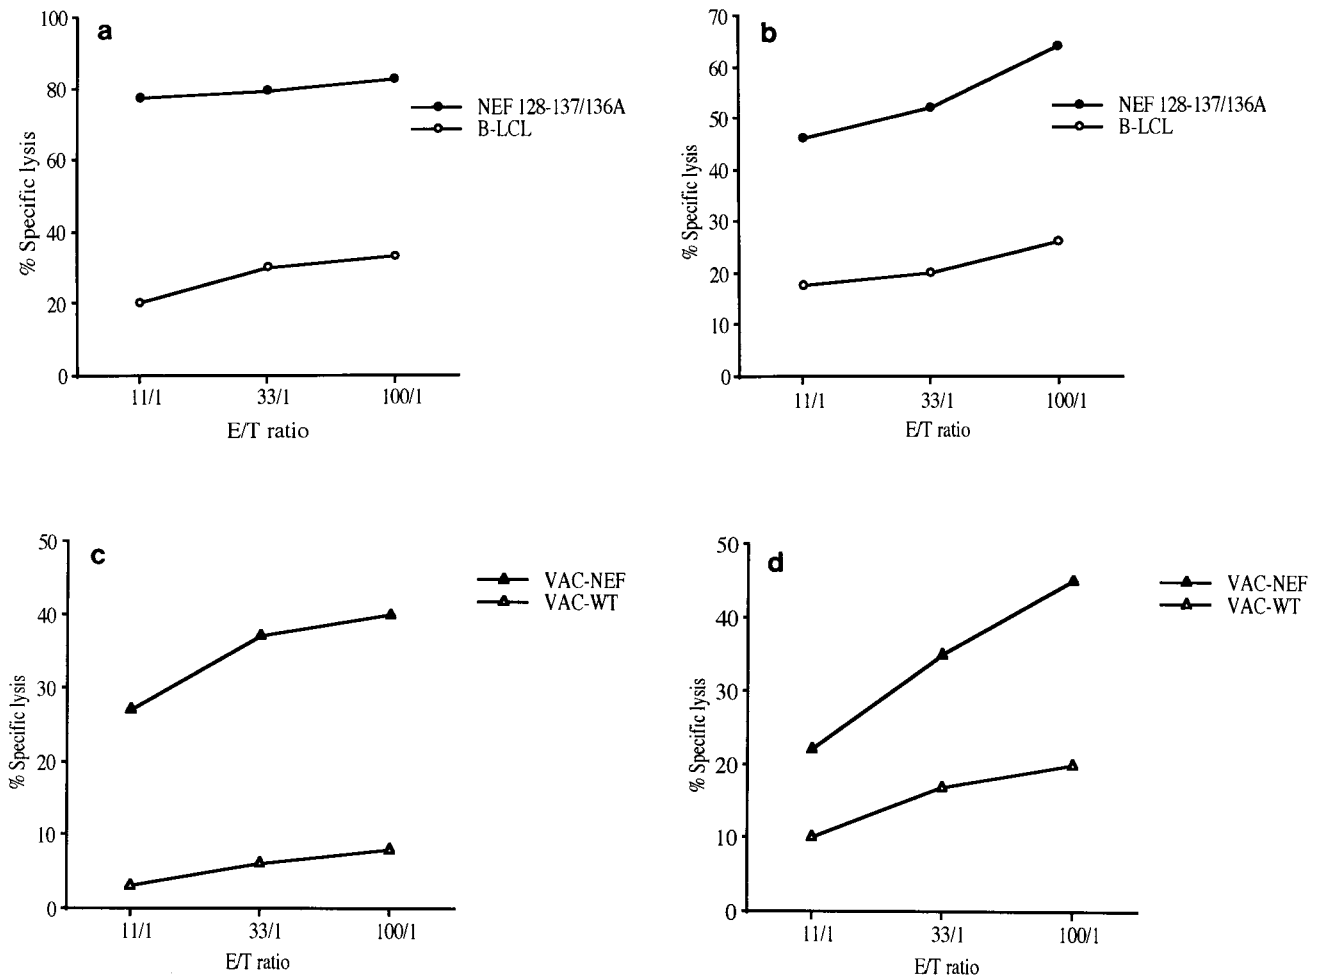 a
100
80
60
40
20
0
% Specific lysis
11/1 33/1 100/1
E/T ratio
NEF 128-137/136A
B-LCL
b
70
60
50
40
30
20
10
0
% Specific lysis
11/1 33/1 100/1
E/T ratio
NEF 128-137/136A
B-LCL
c
50
40
30
20
10
0
% Specific lysis
11/1 33/1 100/1
E/T ratio
VAC-NEF
VAC-WT
d
50
40
30
20
10
0
% Specific lysis
11/1 33/1 100/1
E/T ratio
VAC-NEF
VAC-WT